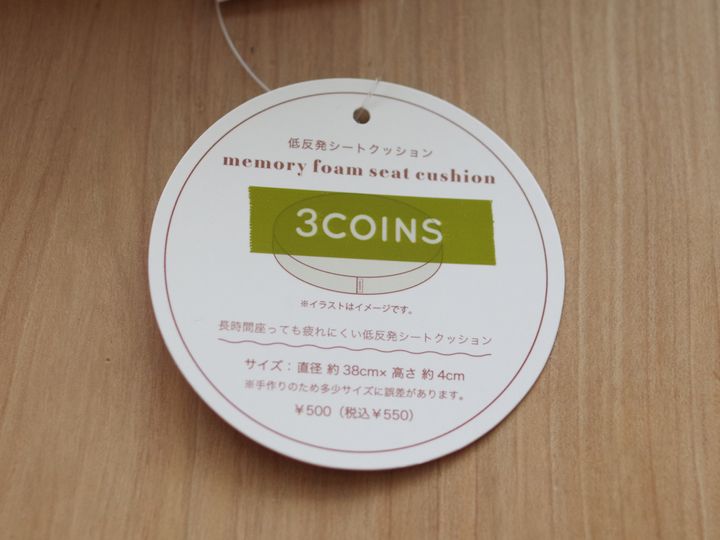 低反発シートクッション
memory foam seat cushion
3COINS
※イラストはイメージです。
長時間座っても疲れにくい低反発シートクッション
サイズ：直径 約38cm× 高さ 約4cm
※手作りのため多少サイズに誤差があります。
¥500（税込¥550）